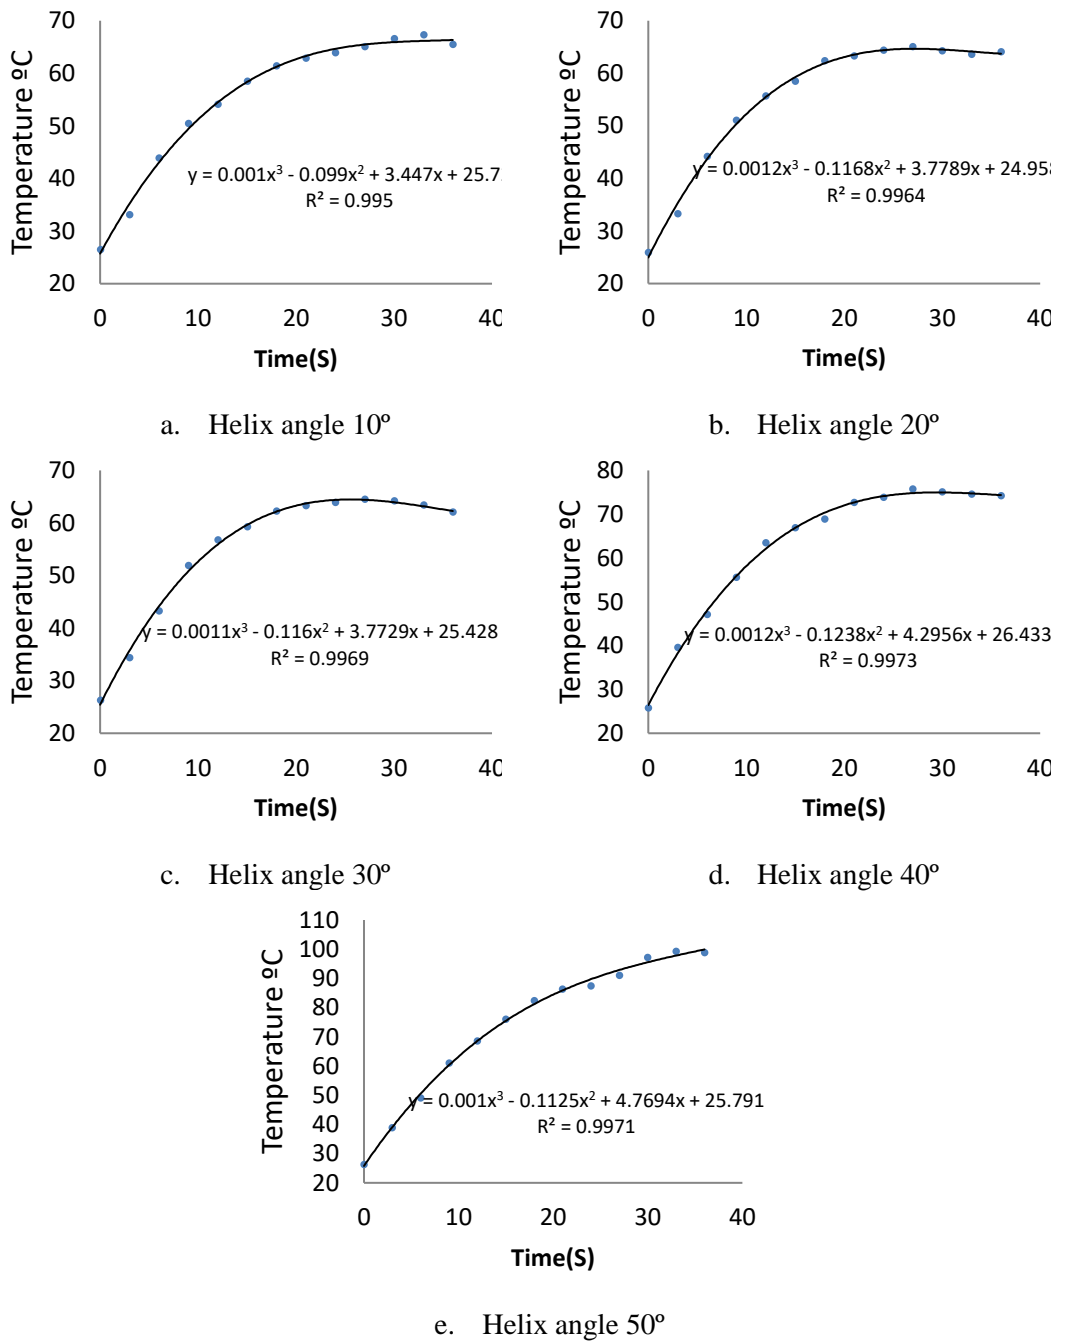 70
60
50
40
30
20
Temperature ºC
y = 0.001x³ - 0.099x² + 3.447x + 25.7
R² = 0.995
0 10 20 30 40
Time(S)
a. Helix angle 10º
70
60
50
40
30
20
Temperature ºC
y = 0.0012x³ - 0.1168x² + 3.7789x + 24.958
R² = 0.9964
0 10 20 30 40
Time(S)
b. Helix angle 20º
70
60
50
40
30
20
Temperature ºC
y = 0.0011x³ - 0.116x² + 3.7729x + 25.428
R² = 0.9969
0 10 20 30 40
Time(S)
c. Helix angle 30º
80
70
60
50
40
30
20
Temperature ºC
y = 0.0012x³ - 0.1238x² + 4.2956x + 26.433
R² = 0.9973
0 10 20 30 40
Time(S)
d. Helix angle 40º
110
100
90
80
70
60
50
40
30
20
Temperature ºC
y = 0.001x³ - 0.1125x² + 4.7694x + 25.791
R² = 0.9971
0 10 20 30 40
Time(S)
e. Helix angle 50º